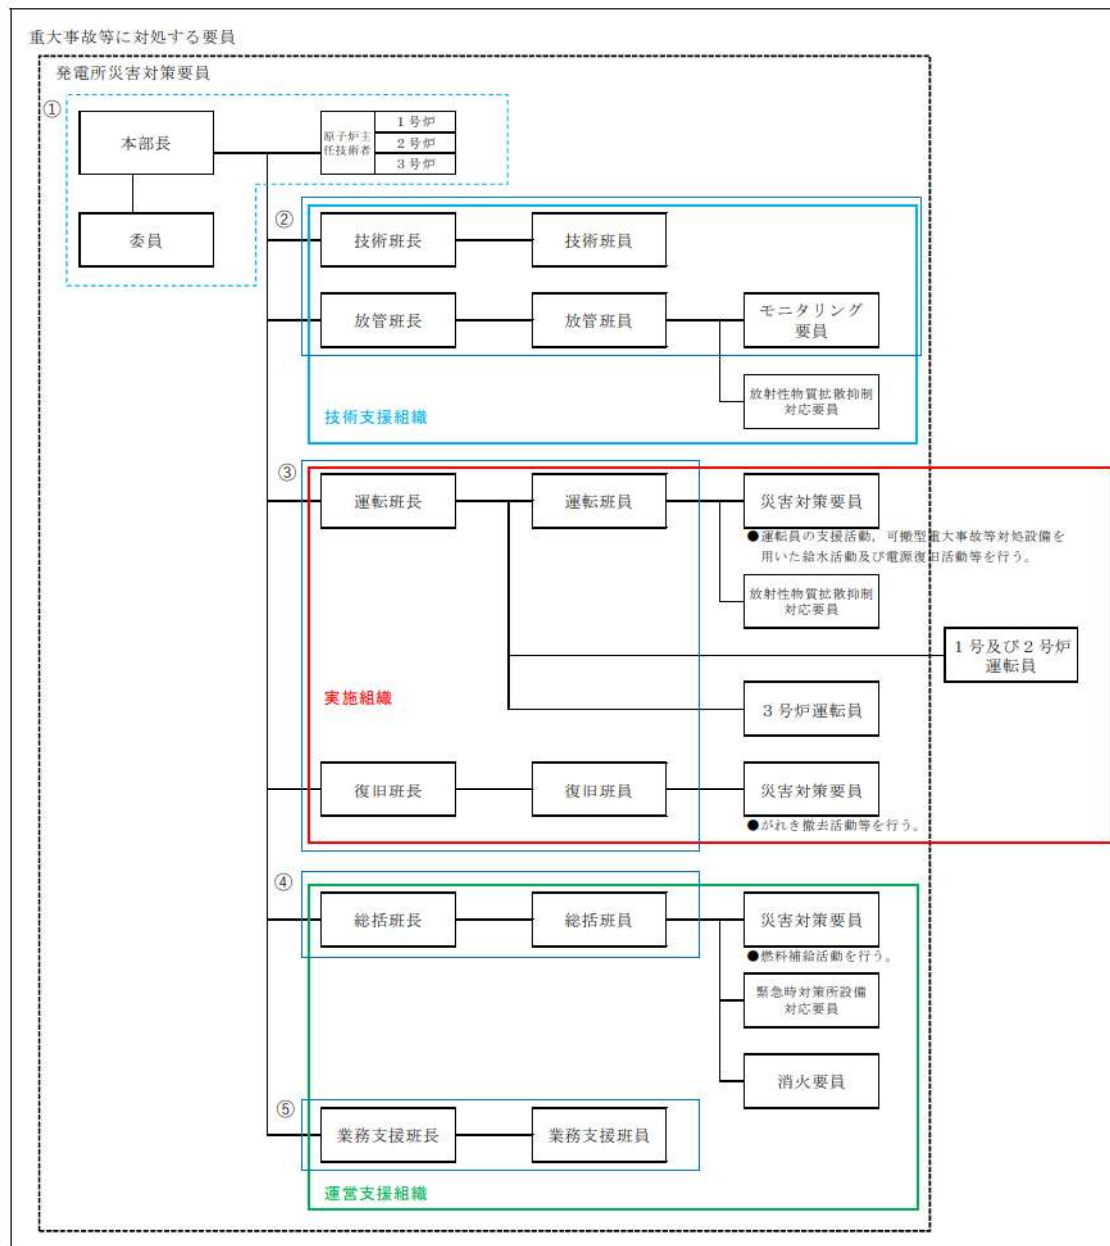 重大事故等に対処する要員
発電所災害対策要員
①
本部長
原子炉主
任技術者
1号炉
2号炉
3号炉
委員
②
技術班長
技術班員
放管班長
放管班員
モニタリング
要員
放射性物質拡散抑制
対応要員
技術支援組織
③
運転班長
運転班員
災害対策要員
●運転員の支援活動，可搬型重大事故等対処設備を
用いた給水活動及び電源復旧活動等を行う。
放射性物質拡散抑制
対応要員
1号及び2号炉
運転員
実施組織
3号炉運転員
復旧班長
復旧班員
災害対策要員
●がれき撤去活動等を行う。
④
総括班長
総括班員
災害対策要員
●燃料補給活動を行う。
緊急時対策所設備
対応要員
消火要員
⑤
業務支援班長
業務支援班員
運営支援組織